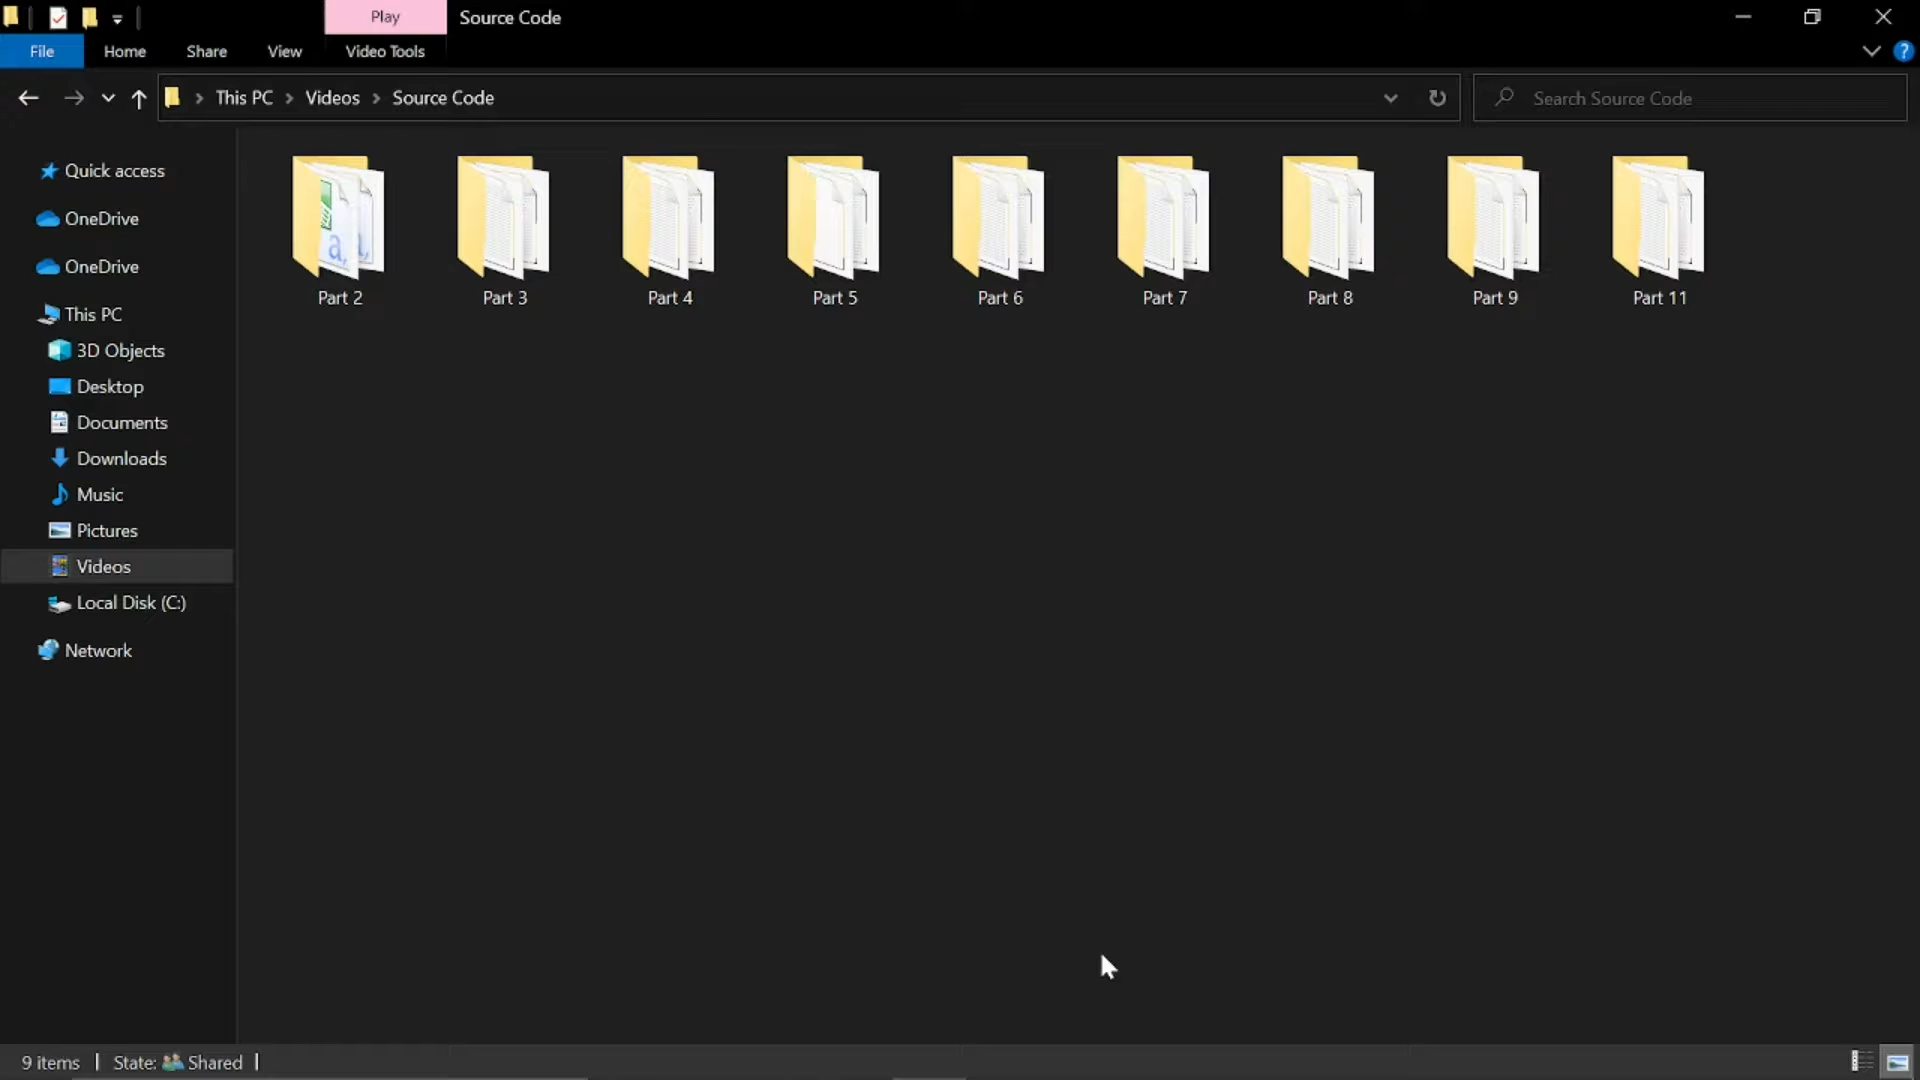 Play
Source Code
File
Home
Share
View
Video Tools
This PC
Videos
Source Code
Search Source Code
Quick access
OneDrive
OneDrive
This PC
3D Objects
Desktop
Documents
Downloads
Music
Pictures
Videos
Local Disk (C:)
Network
Part 2
Part 3
Part 4
Part 5
Part 6
Part 7
Part 8
Part 9
Part 11
9 items
State: Shared